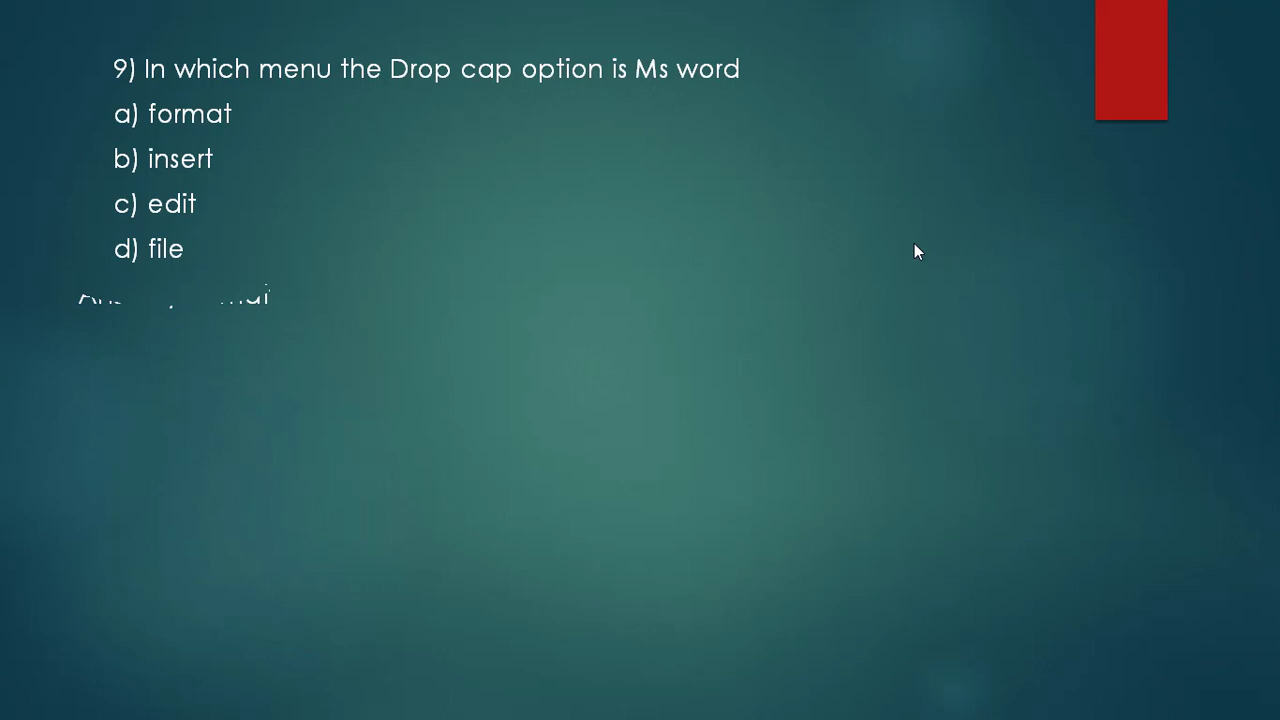 9) In which menu the Drop cap option is Ms word
a) format
b) insert
c) edit
d) file